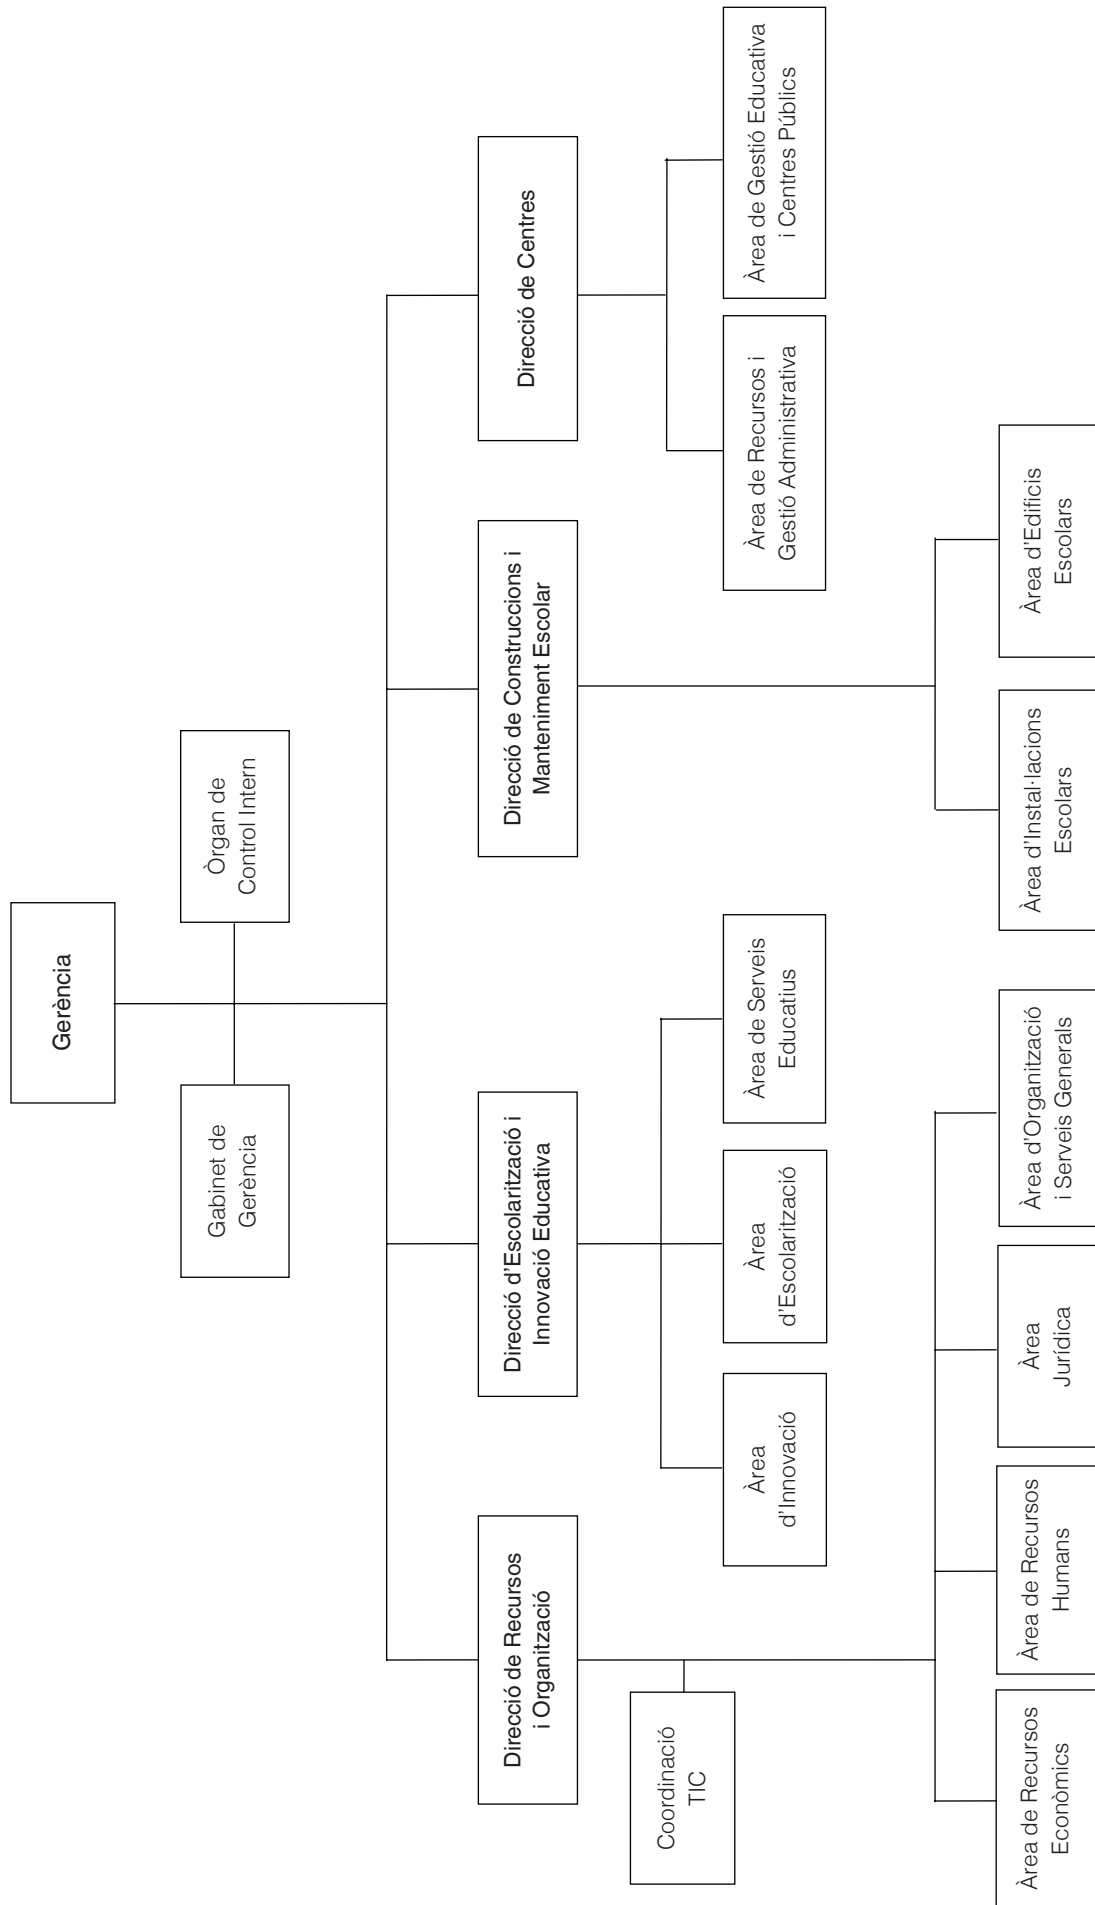 Gerència
Gabinet de
Gerència
Òrgan de
Control Intern
Direcció de Recursos
i Organització
Direcció d'Escolarització i
Innovació Educativa
Direcció de Construccions i
Manteniment Escolar
Direcció de Centres
Coordinació
TIC
Àrea
d'Innovació
Àrea
d'Escolarització
Àrea de Serveis
Educatius
Àrea de Recursos i
Gestió Administrativa
Àrea de Gestió Educativa
i Centres Públics
Àrea de Recursos
Econòmics
Àrea de Recursos
Humans
Àrea
Jurídica
Àrea d'Organització
i Serveis Generals
Àrea d'Instal·lacions
Escolars
Àrea d'Edificis
Escolars